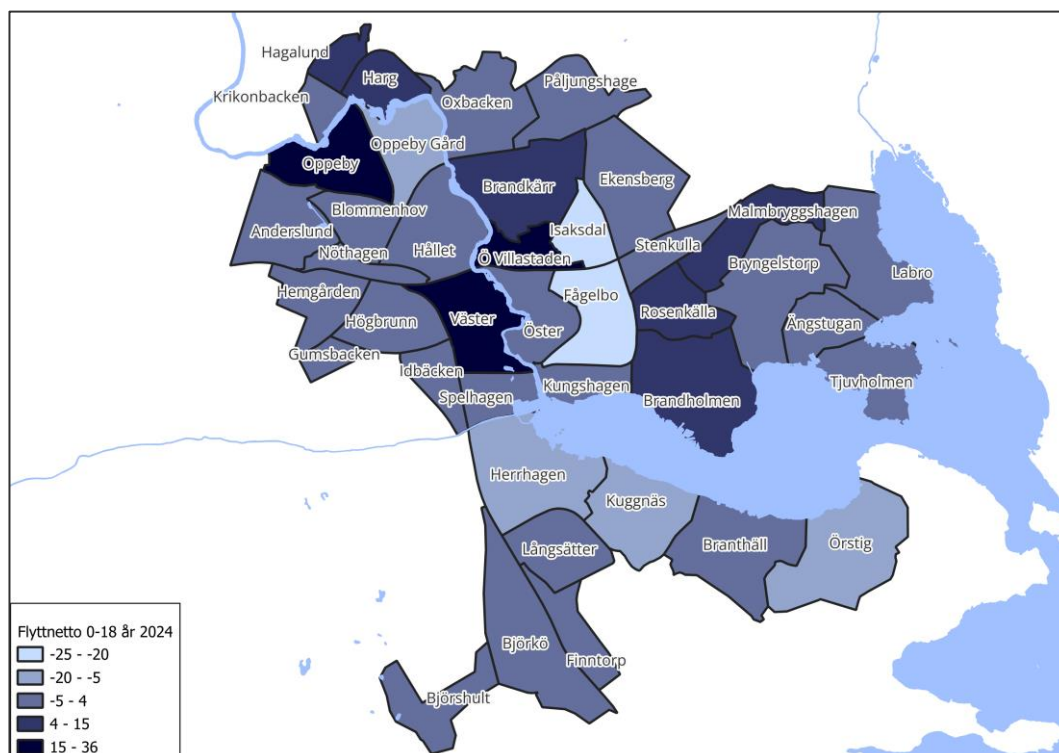 Hagalund
Harg
Krikonbacken
Oxbacken
Påljungshage
Oppeby Gård
Oppeby
Brandkärr
Ekensberg
Blommenhov
Malmbryggshagen
Anderslund
Isaksdal
Nöthagen
Hållet
Stenkulla
Ö Villastaden
Bryngelstorp
Labro
Hemgården
Fågelbo
Högbrunn
Väster
Öster
Rosenkälla
Ängstugan
Gumsbacken
Idbäcken
Kungshagen
Tjuvholmen
Spelhagen
Brandholmen
Herrhagen
Kuggnäs
Långsätter
Branthäll
Örstig
Björkö
Finntorp
Björshult
Flyttnetto 0-18 år 2024
-25 - -20
-20 - -5
-5 - 4
4 - 15
15 - 36